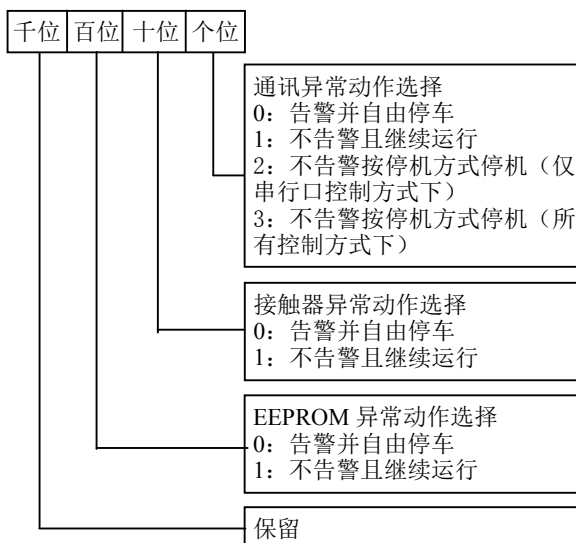 千位 百位 十位 个位
通讯异常动作选择
0：告警并自由停车
1：不告警且继续运行
2：不告警按停机方式停机（仅
串行口控制方式下）
3：不告警按停机方式停机（所
有控制方式下）
接触器异常动作选择
0：告警并自由停车
1：不告警且继续运行
EEPROM 异常动作选择
0：告警并自由停车
1：不告警且继续运行
保留